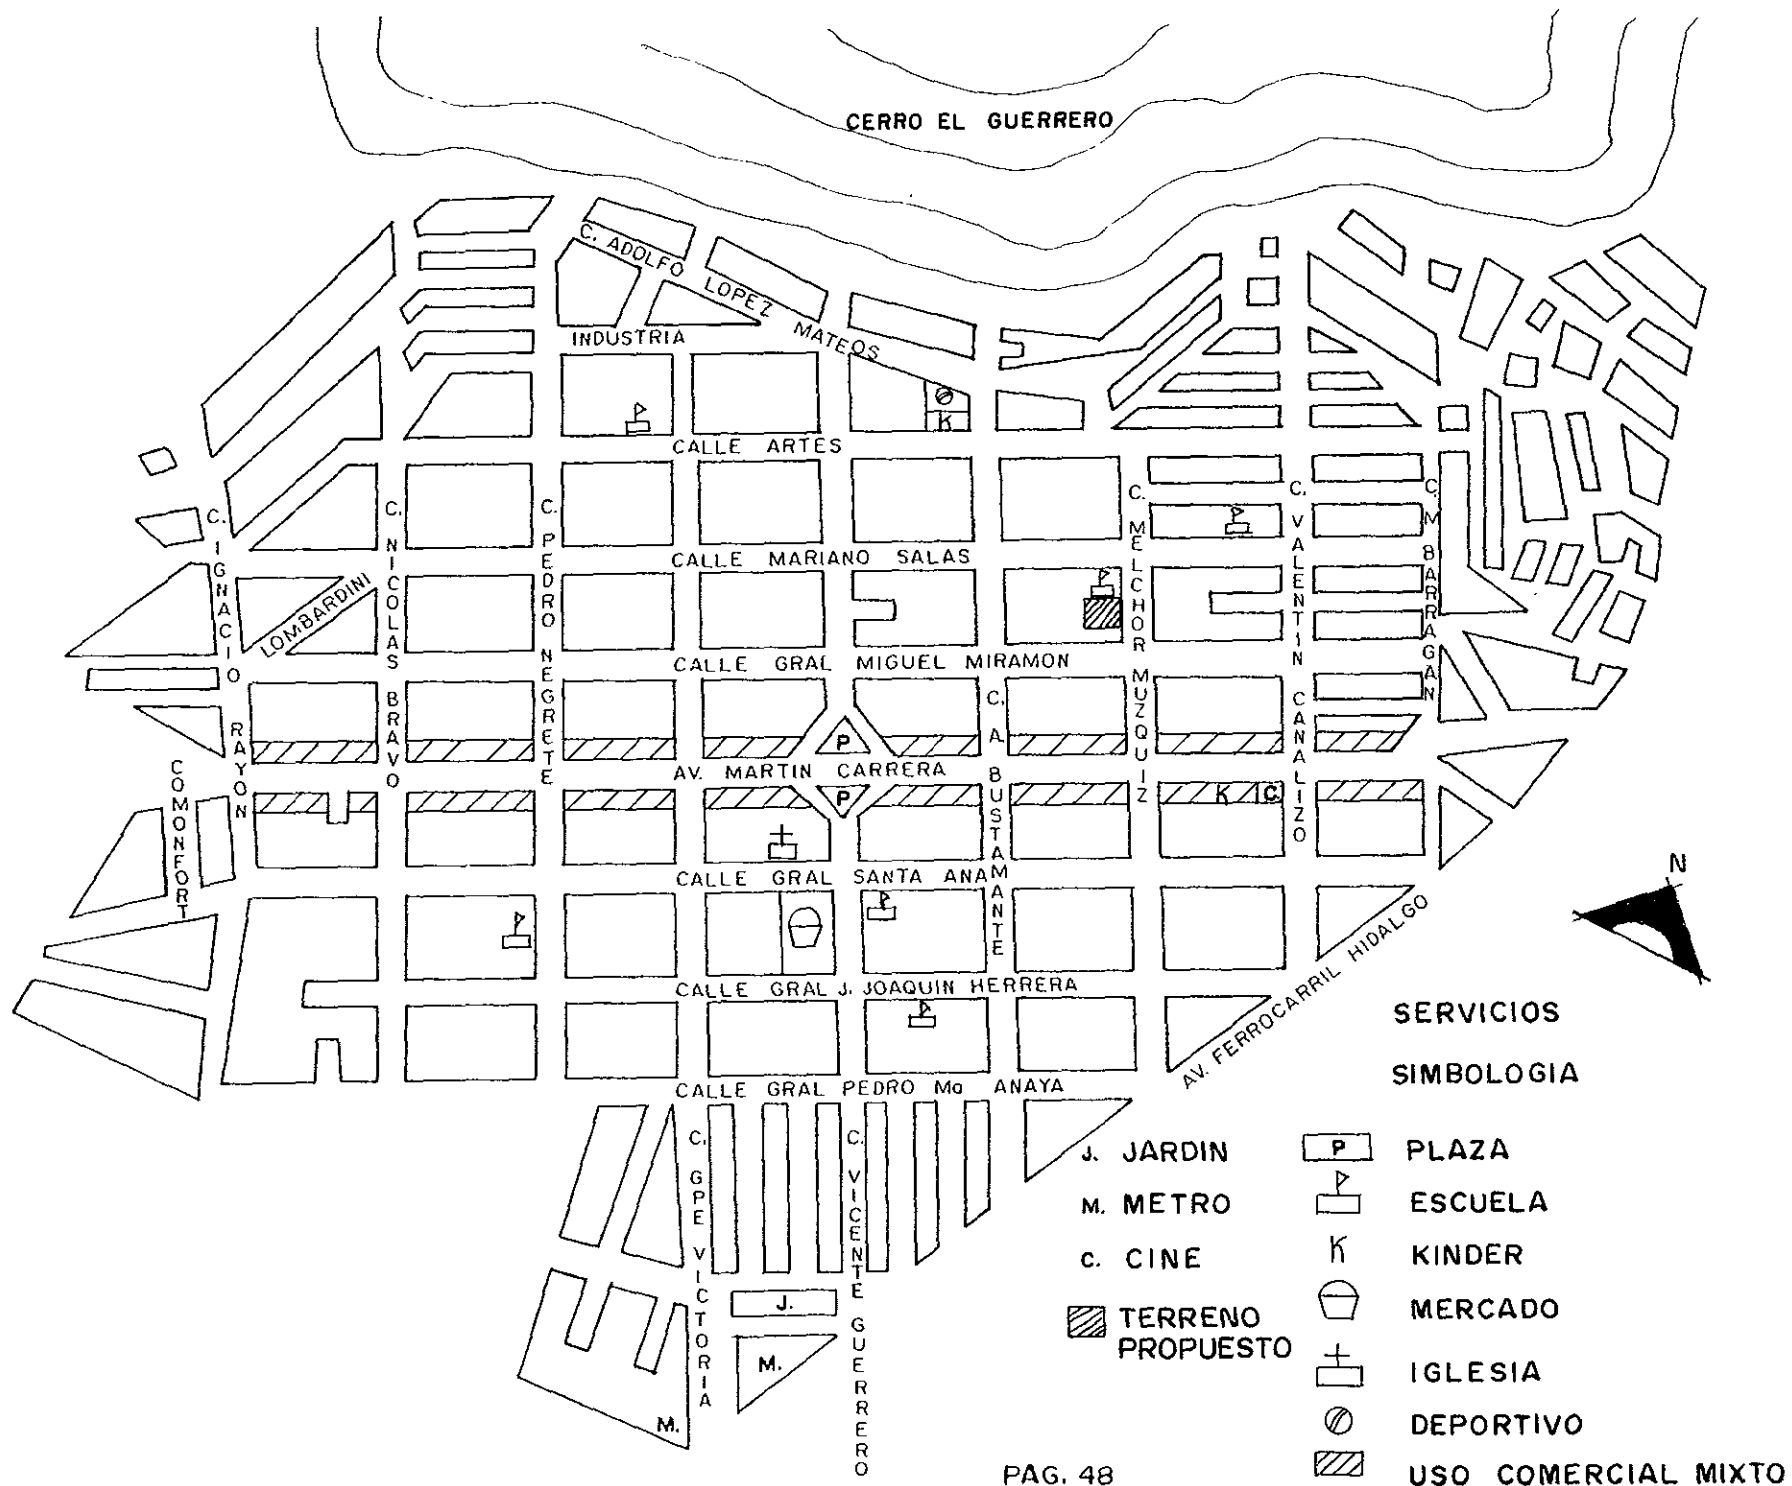 CERRO EL GUERRERO
C. ADOLFO LOPEZ MATEOS
INDUSTRIA
K
CALLE ARTES
C. IGNACIO RAYON
C. NICOLAS BRAVO
C. PEDRO NEGRETE
C. MELCHOR MUZQUIZ
C. VALENTIN CANALIZO
C. M BARRAGAN
CALLE MARIANO SALAS
LOMBARDINI
CALLE GRAL MIGUEL MIRAMON
C. A. BUSTAMANTE
P
AV. MARTIN CARRERA
P
K
C.
COMONFORT
CALLE GRAL SANTA ANA
N
AV. FERROCARRIL HIDALGO
CALLE GRAL J. JOAQUIN HERRERA
CALLE GRAL PEDRO Ma ANAYA
C. GPE VICTORIA
C. VICENTE GUERRERO
J.
M.
M.
SERVICIOS
SIMBOLOGIA
J. JARDIN
M. METRO
C. CINE
TERRENO
PROPUESTO
P PLAZA
ESCUELA
K KINDER
MERCADO
IGLESIA
DEPORTIVO
USO COMERCIAL MIXTO
PAG. 48